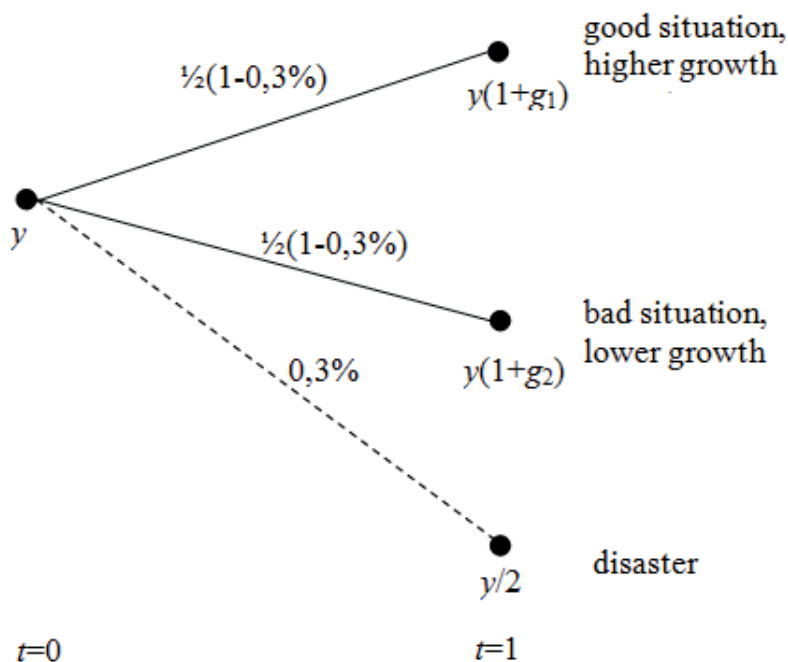 good situation,
higher growth
½(1-0,3%)
y(1+g₁)
y
½(1-0,3%)
bad situation,
lower growth
y(1+g₂)
0,3%
disaster
y/2
t=0
t=1